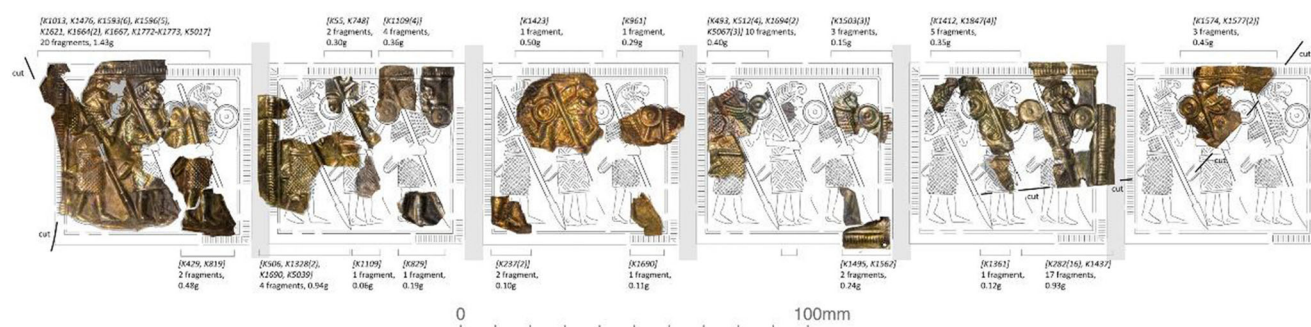 [K1013, K1476, K1593(6), K1596(5),
K1621, K1664(2), K1667, K1772-K1773, K5017]
20 fragments, 1.43g
[K55, K748]
2 fragments,
0.30g
[K1109(4)]
4 fragments,
0.36g
[K1423]
1 fragment,
0.50g
[K961]
1 fragment,
0.29g
[K493, K512(4), K1694(2)
K5067(3)] 10 fragments,
0.40g
[K1503(3)]
3 fragments,
0.15g
[K1412, K1847(4)]
5 fragments,
0.35g
[K1574, K1577(2)]
3 fragments,
0.45g
cut
cut
cut
cut
cut
cut
[K429, K819]
2 fragments,
0.48g
[K506, K1328(2),
K1690, K5039]
4 fragments, 0.94g
[K1109]
1 fragment,
0.06g
[K829]
1 fragment,
0.19g
[K237(2)]
2 fragment,
0.10g
[K1690]
1 fragment,
0.11g
[K1495, K1562]
2 fragments,
0.24g
[K1361]
1 fragment,
0.12g
[K282(16), K1437]
17 fragments,
0.93g
0 100mm